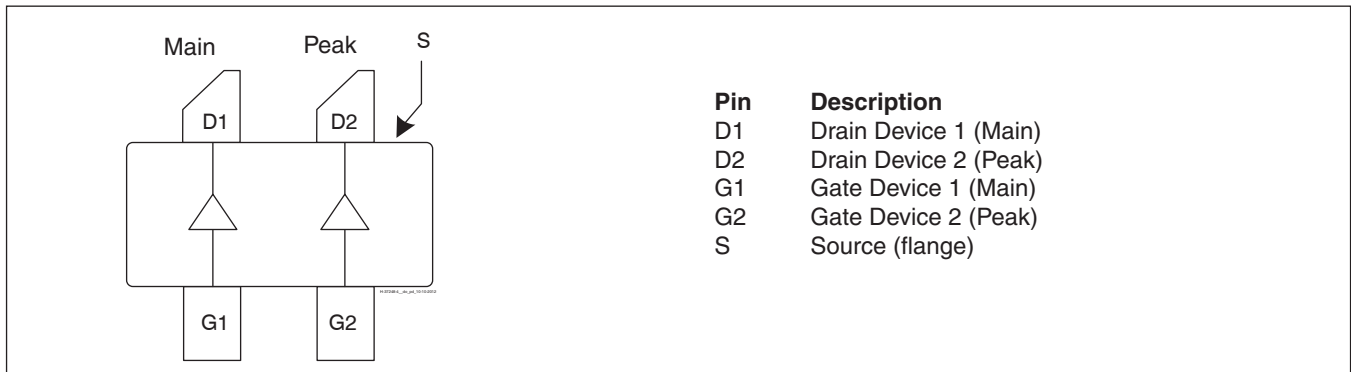 Main Peak S
D1 D2
G1 G2
Pin Description
D1 Drain Device 1 (Main)
D2 Drain Device 2 (Peak)
G1 Gate Device 1 (Main)
G2 Gate Device 2 (Peak)
S Source (flange)